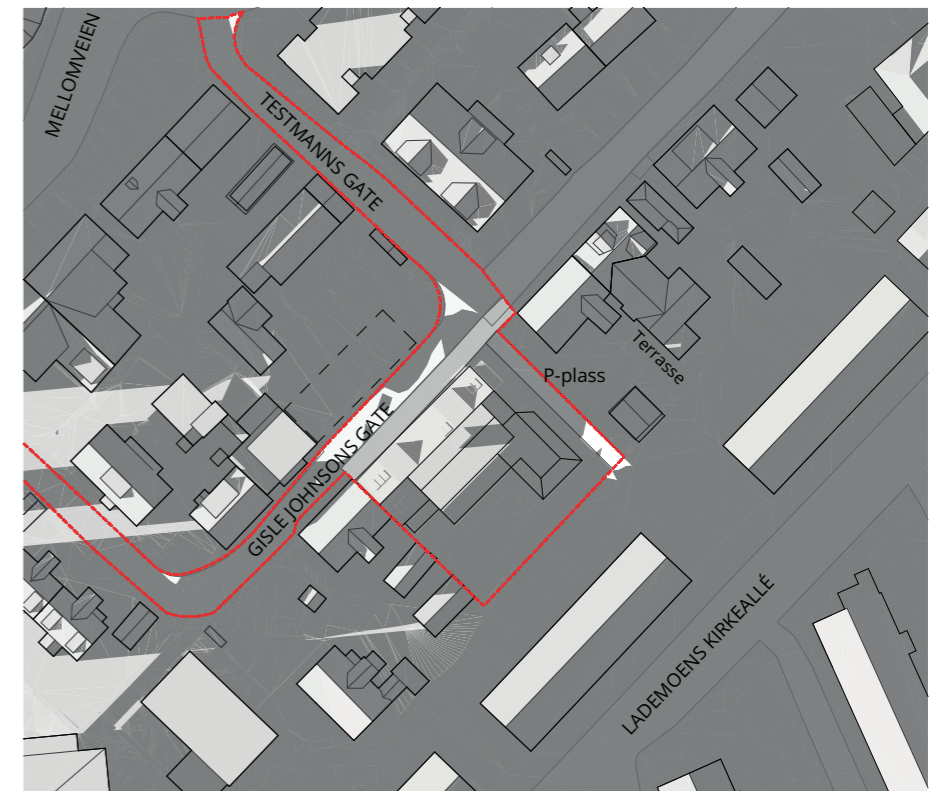 MELLOMVEIEN
TESTMANNS GATE
Terrasse
P-plass
GISLE JOHNSONS GATE
LADEMOENS KIRKEALLÉ